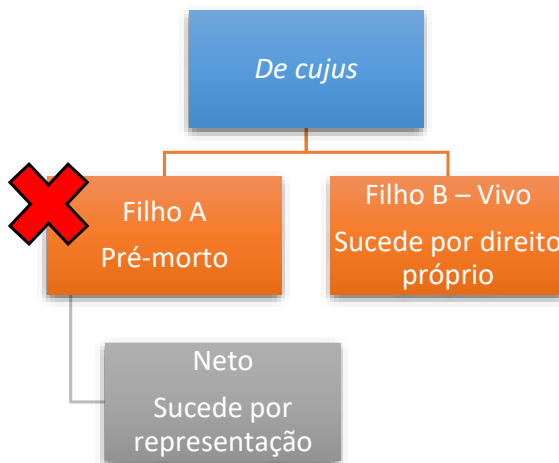 De cujus
Filho A
Pré-morto
Filho B – Vivo
Sucede por direito
próprio
Neto
Sucede por
representação